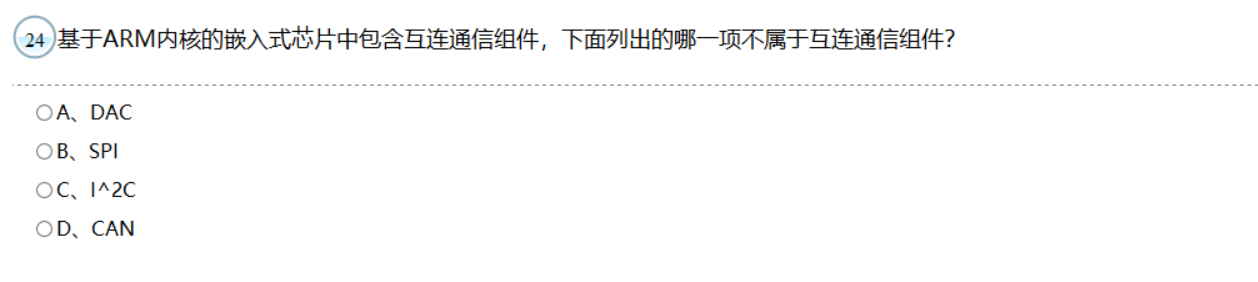 24 基于ARM内核的嵌入式芯片中包含互连通信组件，下面列出的哪一项不属于互连通信组件？
A、DAC
B、SPI
C、I^2C
D、CAN